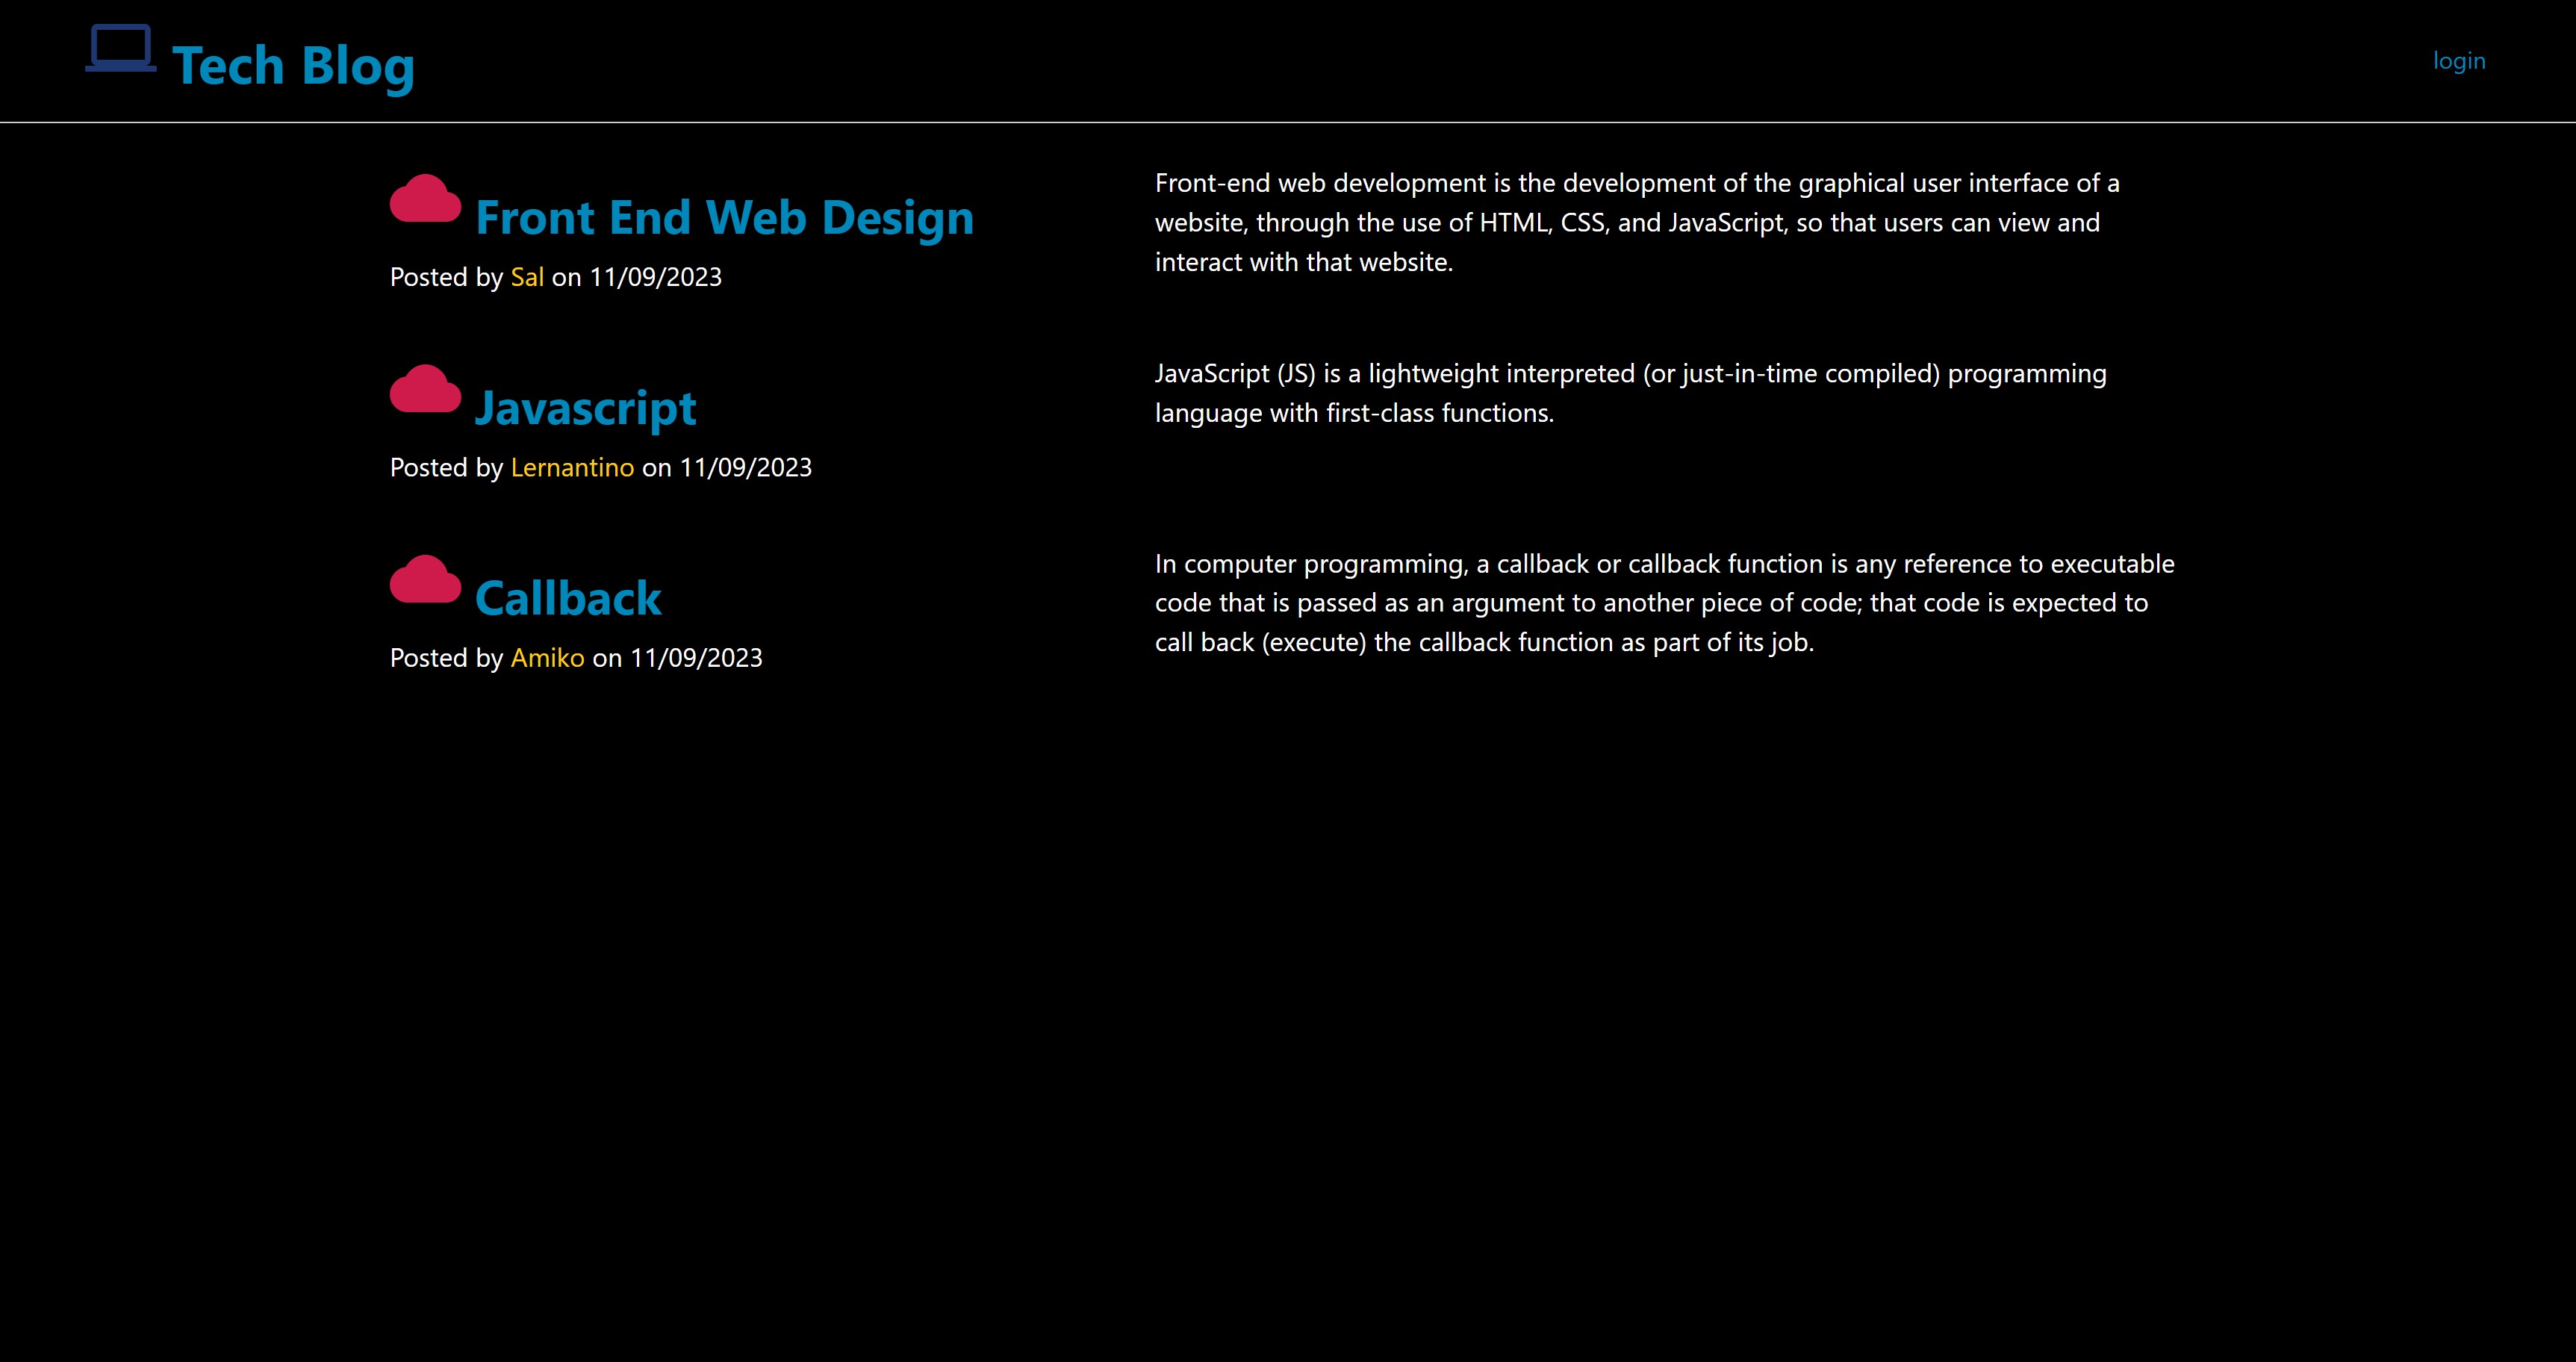 Tech Blog
login
Front End Web Design
Posted by Sal on 11/09/2023
Front-end web development is the development of the graphical user interface of a
website, through the use of HTML, CSS, and JavaScript, so that users can view and
interact with that website.
Javascript
Posted by Lernantino on 11/09/2023
JavaScript (JS) is a lightweight interpreted (or just-in-time compiled) programming
language with first-class functions.
Callback
Posted by Amiko on 11/09/2023
In computer programming, a callback or callback function is any reference to executable
code that is passed as an argument to another piece of code; that code is expected to
call back (execute) the callback function as part of its job.